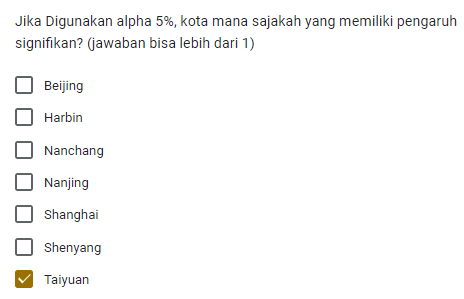 Jika Digunakan alpha 5%, kota mana sajakah yang memiliki pengaruh
signifikan? (jawaban bisa lebih dari 1)
Beijing
Harbin
Nanchang
Nanjing
Shanghai
Shenyang
Taiyuan